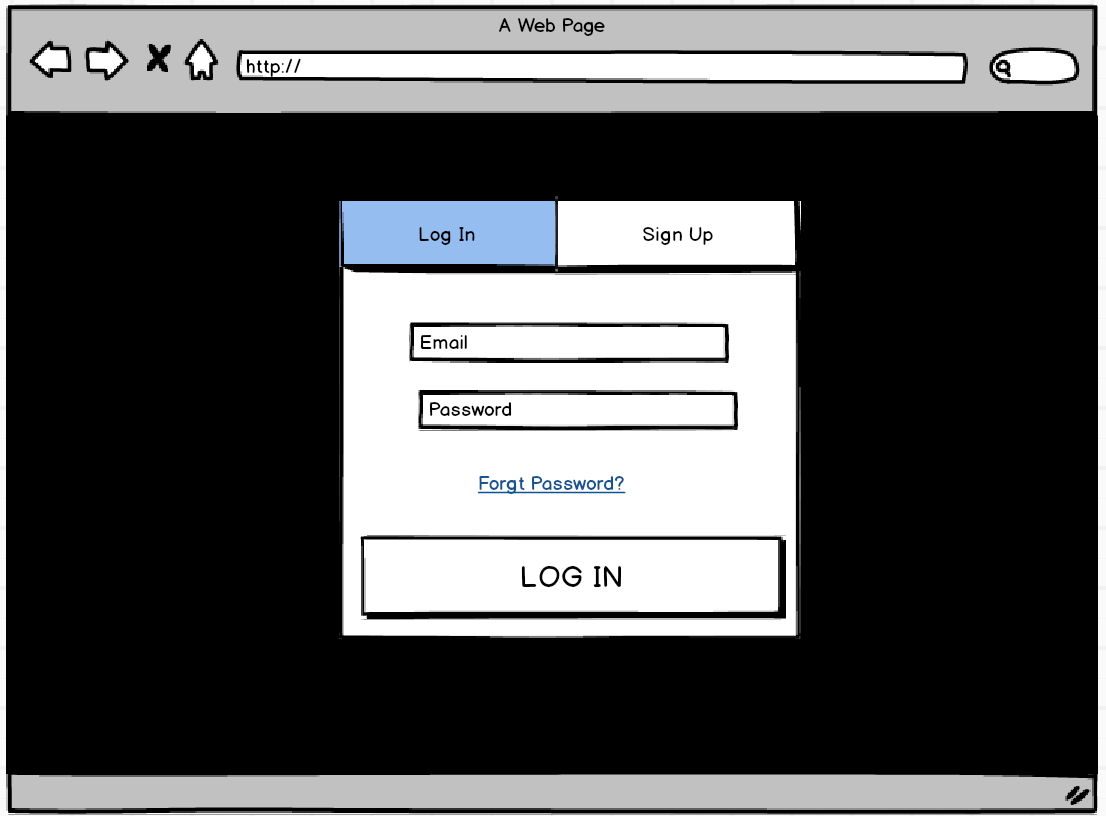 A Web Page
http://
Log In
Sign Up
Email
Password
Forgt Password?
LOG IN